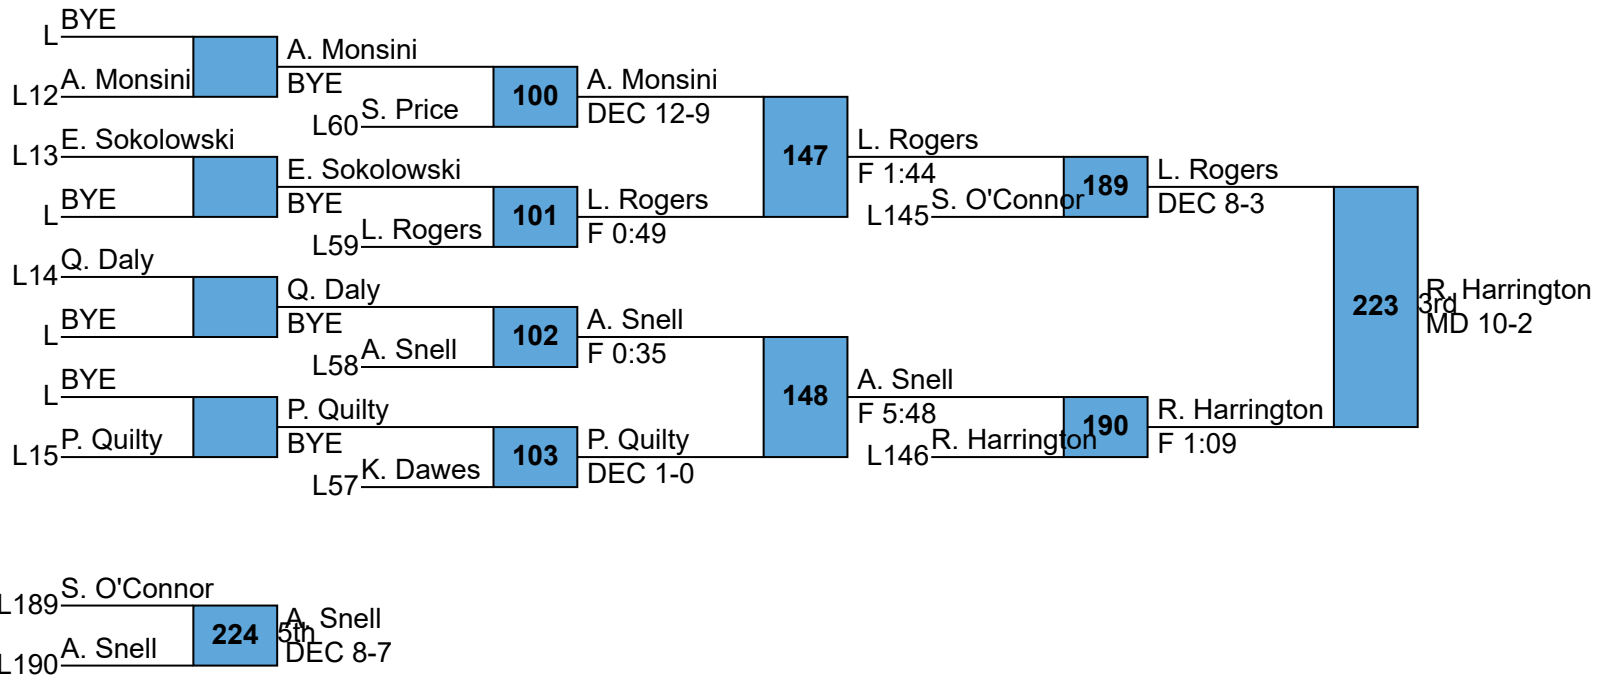 BYE
L
A. Monsini
L12
A. Monsini
BYE
S. Price
L60
100
A. Monsini
DEC 12-9
E. Sokolowski
L13
BYE
L
E. Sokolowski
BYE
L. Rogers
L59
101
L. Rogers
F 0:49
147
L. Rogers
F 1:44
S. O'Connor
L145
189
L. Rogers
DEC 8-3
Q. Daly
L14
BYE
L
Q. Daly
BYE
A. Snell
L58
102
A. Snell
F 0:35
BYE
L
P. Quilty
L15
P. Quilty
BYE
K. Dawes
L57
103
P. Quilty
DEC 1-0
148
A. Snell
F 5:48
R. Harrington
L146
190
R. Harrington
F 1:09
223
3rd
R. Harrington
MD 10-2
S. O'Connor
L189
A. Snell
L190
224
5th
A. Snell
DEC 8-7